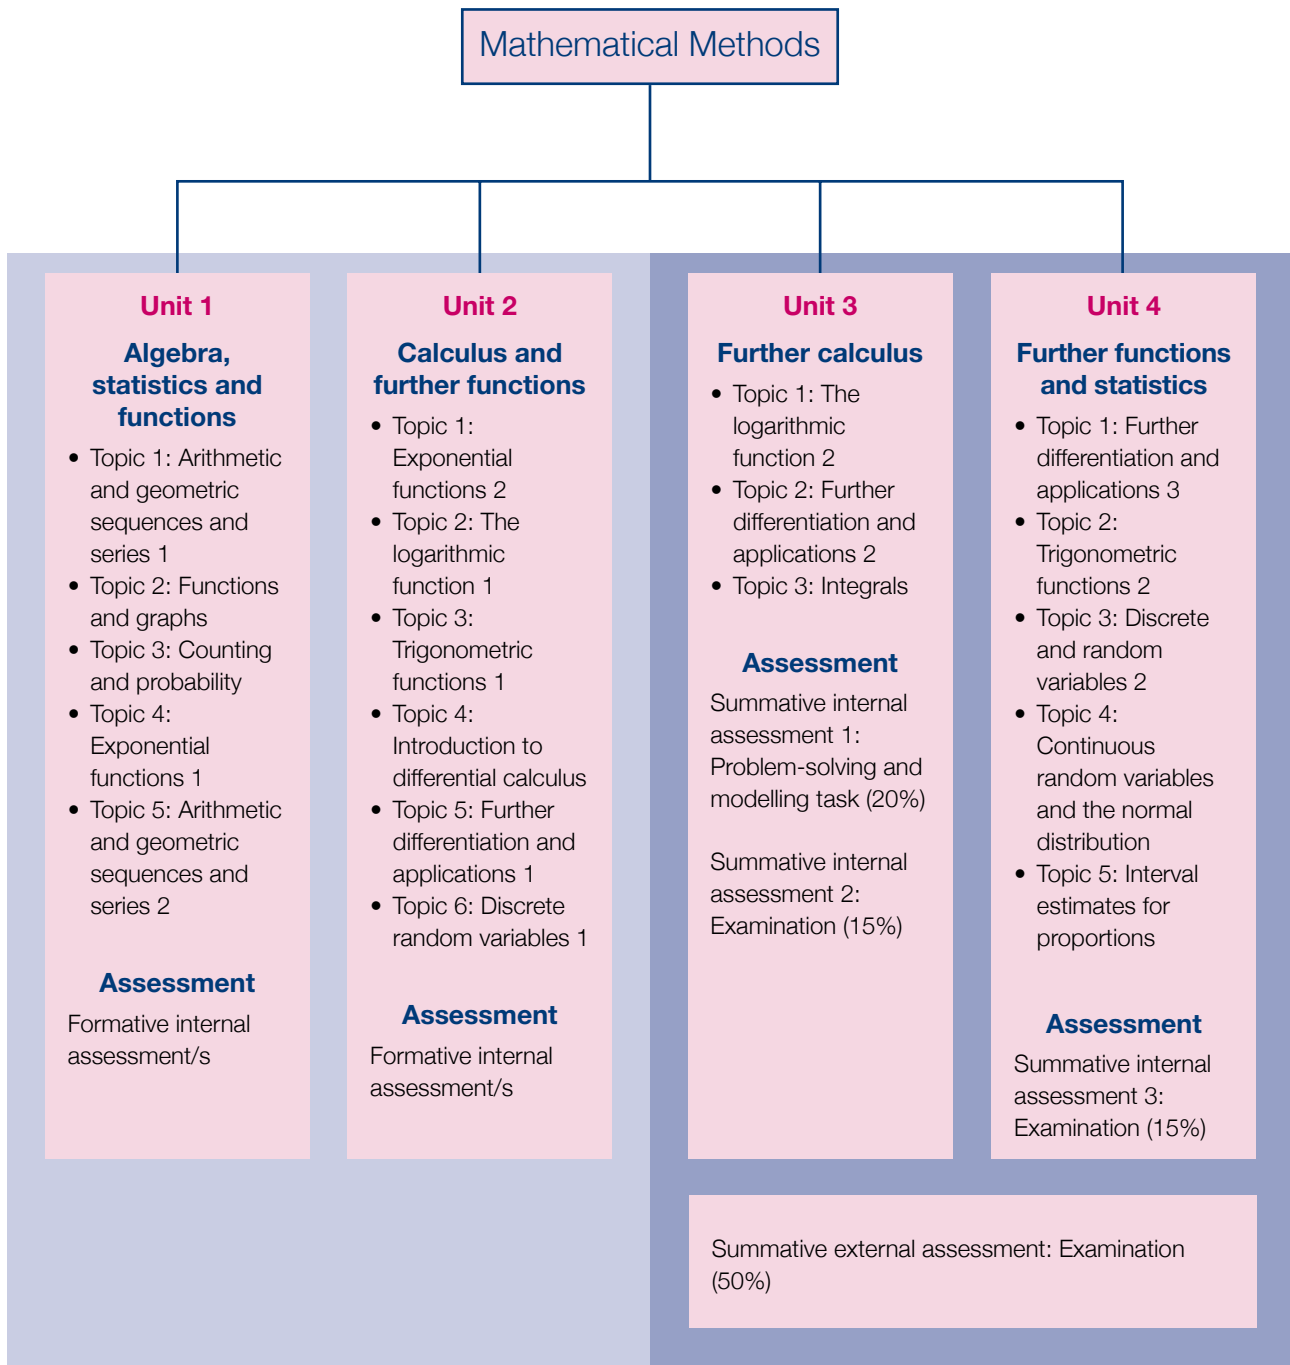 Mathematical Methods
Unit 1
Algebra,
statistics and
functions
• Topic 1: Arithmetic
and geometric
sequences and
series 1
• Topic 2: Functions
and graphs
• Topic 3: Counting
and probability
• Topic 4:
Exponential
functions 1
• Topic 5: Arithmetic
and geometric
sequences and
series 2
Assessment
Formative internal
assessment/s
Unit 2
Calculus and
further functions
• Topic 1:
Exponential
functions 2
• Topic 2: The
logarithmic
function 1
• Topic 3:
Trigonometric
functions 1
• Topic 4:
Introduction to
differential calculus
• Topic 5: Further
differentiation and
applications 1
• Topic 6: Discrete
random variables 1
Assessment
Formative internal
assessment/s
Unit 3
Further calculus
• Topic 1: The
logarithmic
function 2
• Topic 2: Further
differentiation and
applications 2
• Topic 3: Integrals
Assessment
Summative internal
assessment 1:
Problem-solving and
modelling task (20%)
Summative internal
assessment 2:
Examination (15%)
Unit 4
Further functions
and statistics
• Topic 1: Further
differentiation and
applications 3
• Topic 2:
Trigonometric
functions 2
• Topic 3: Discrete
and random
variables 2
• Topic 4:
Continuous
random variables
and the normal
distribution
• Topic 5: Interval
estimates for
proportions
Assessment
Summative internal
assessment 3:
Examination (15%)
Summative external assessment: Examination
(50%)